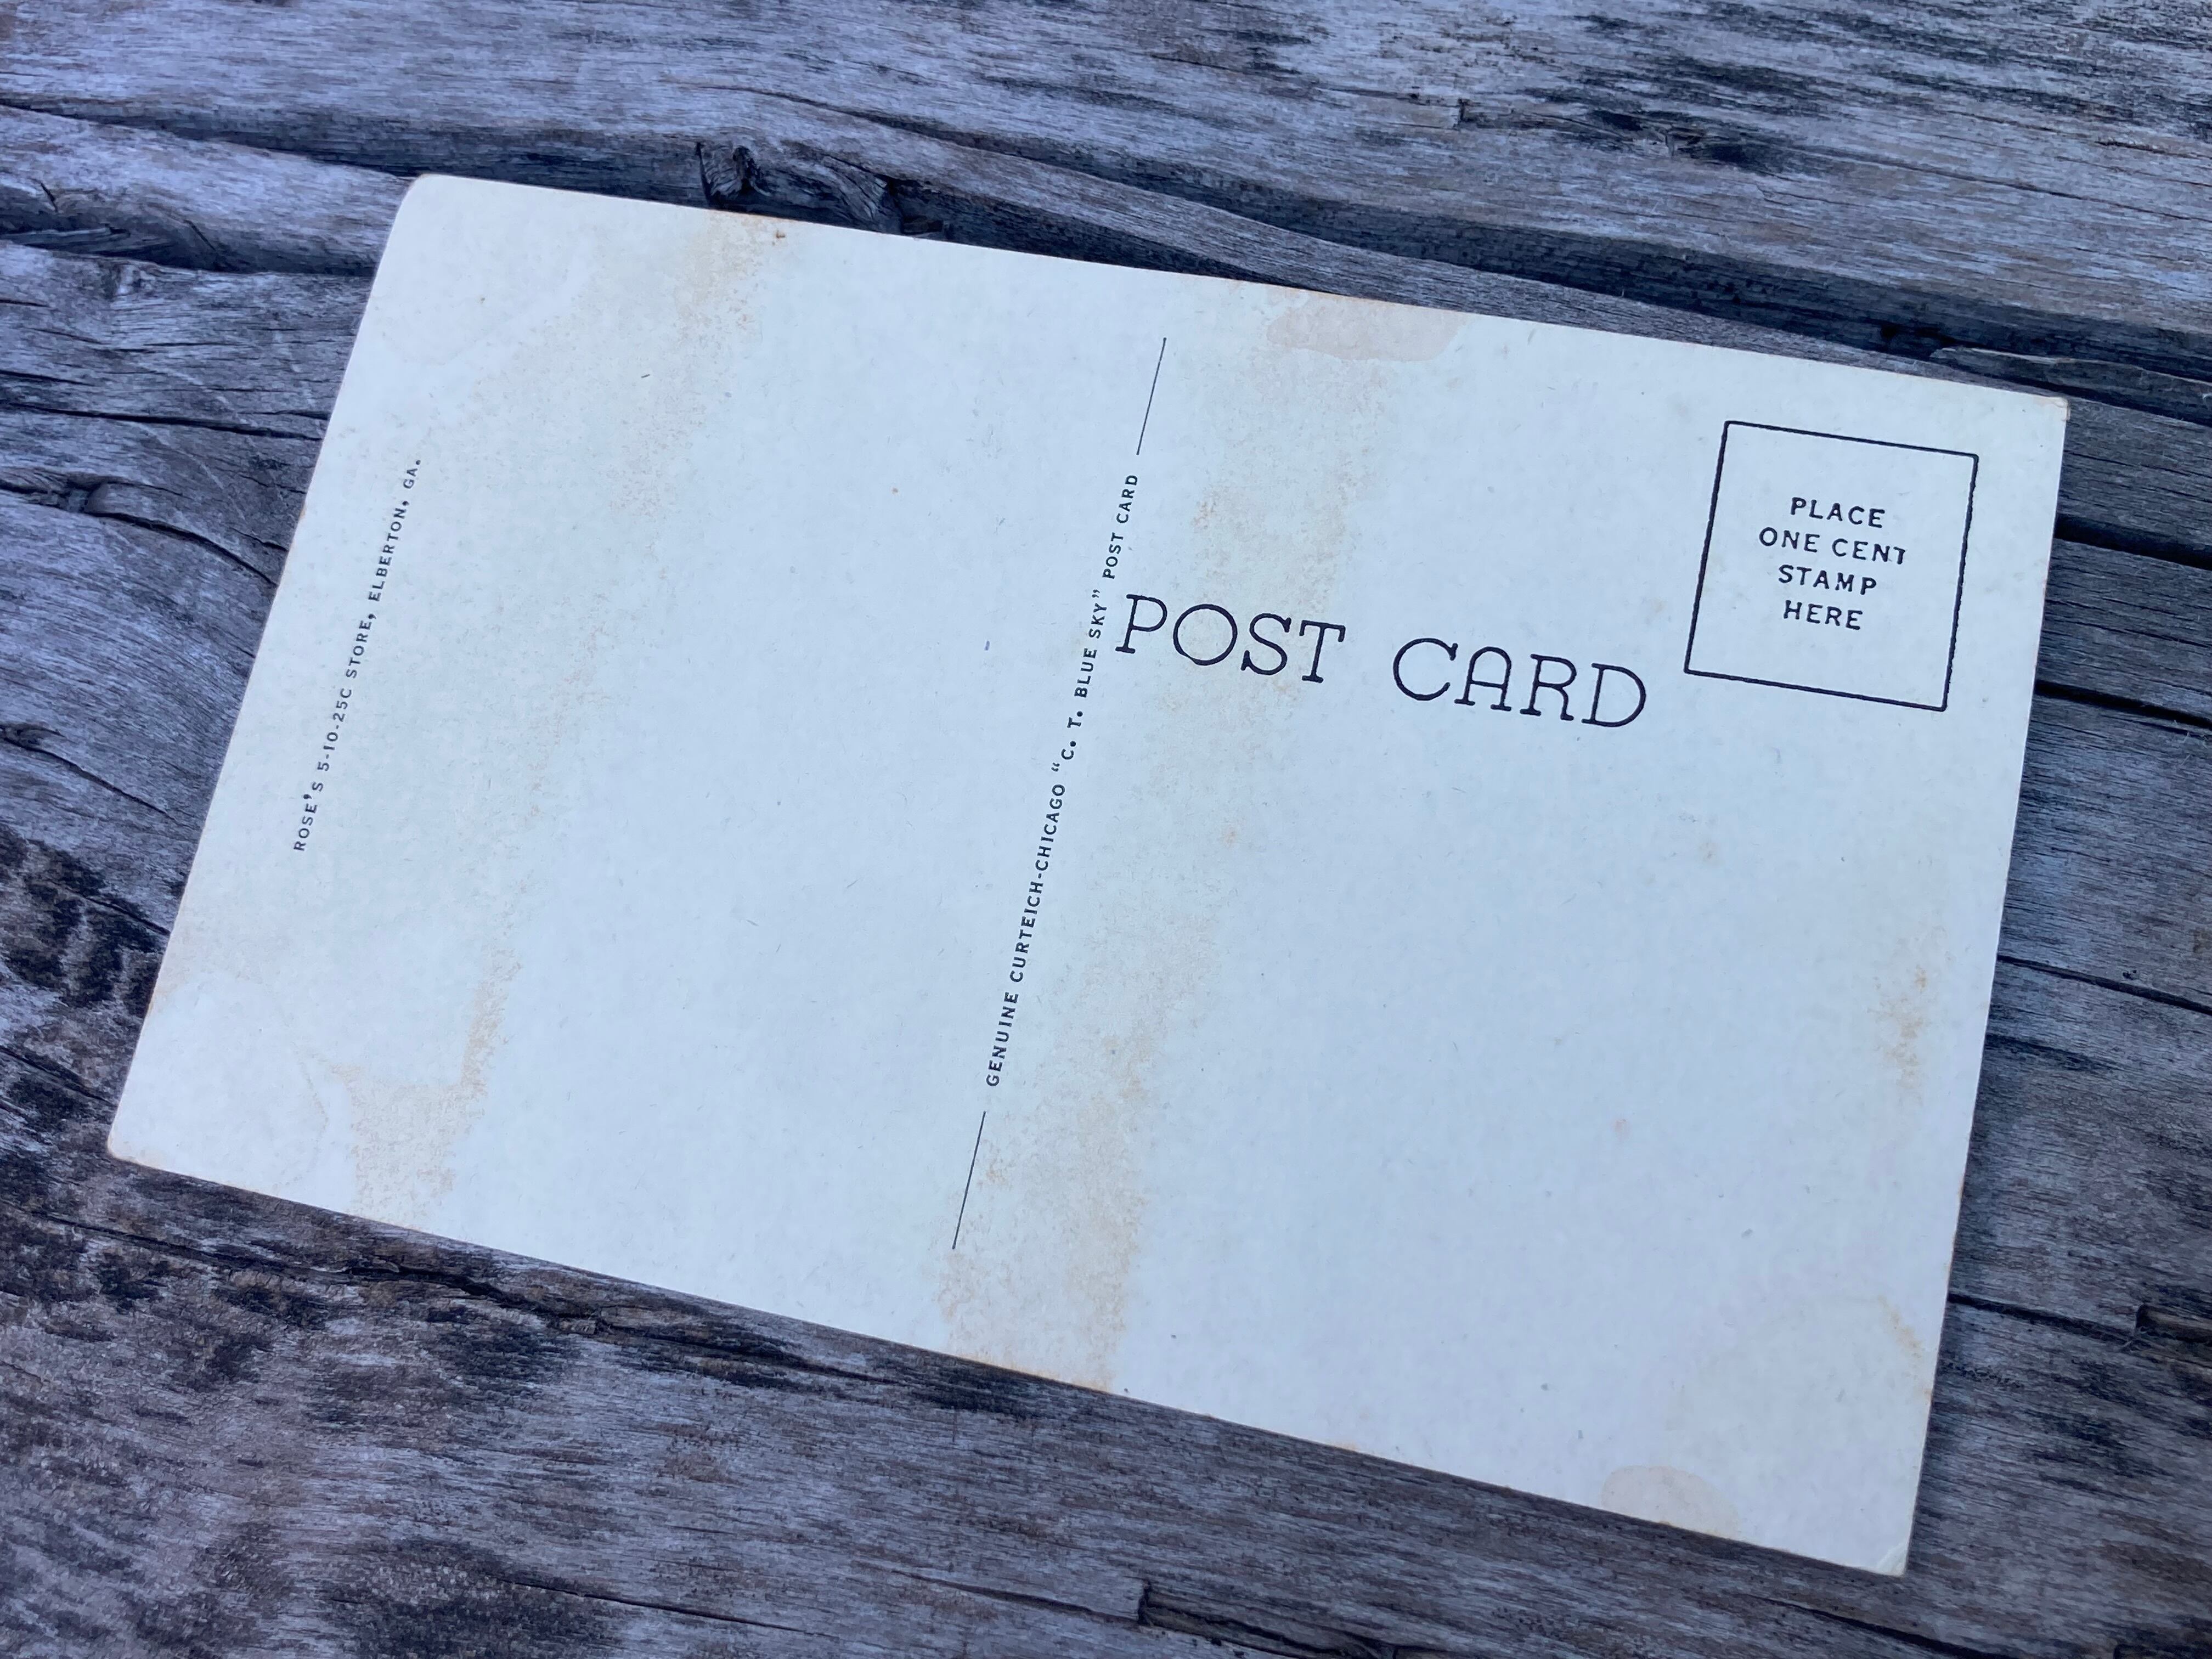 ROSE'S 5-10-25C STORE, ELBERTON, GA.
GENUINE CURTEICH-CHICAGO "C. T. BLUE SKY" POST CARD
POST CARD
PLACE
ONE CENT
STAMP
HERE